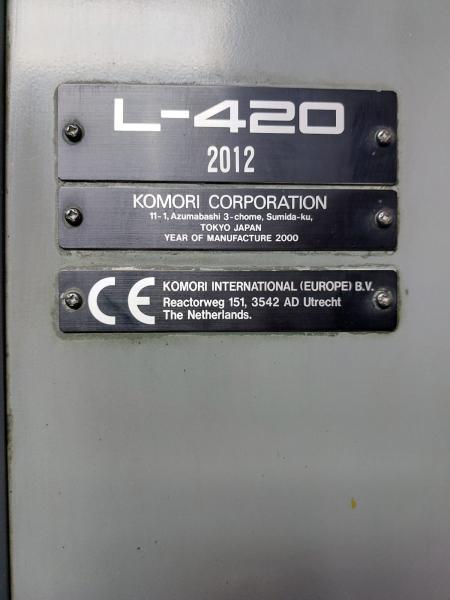 L-420
2012
KOMORI CORPORATION
11-1, Azumabashi 3-chome, Sumida-ku,
TOKYO JAPAN
YEAR OF MANUFACTURE 2000
CE KOMORI INTERNATIONAL (EUROPE) B.V.
Reactorweg 151, 3542 AD Utrecht
The Netherlands.